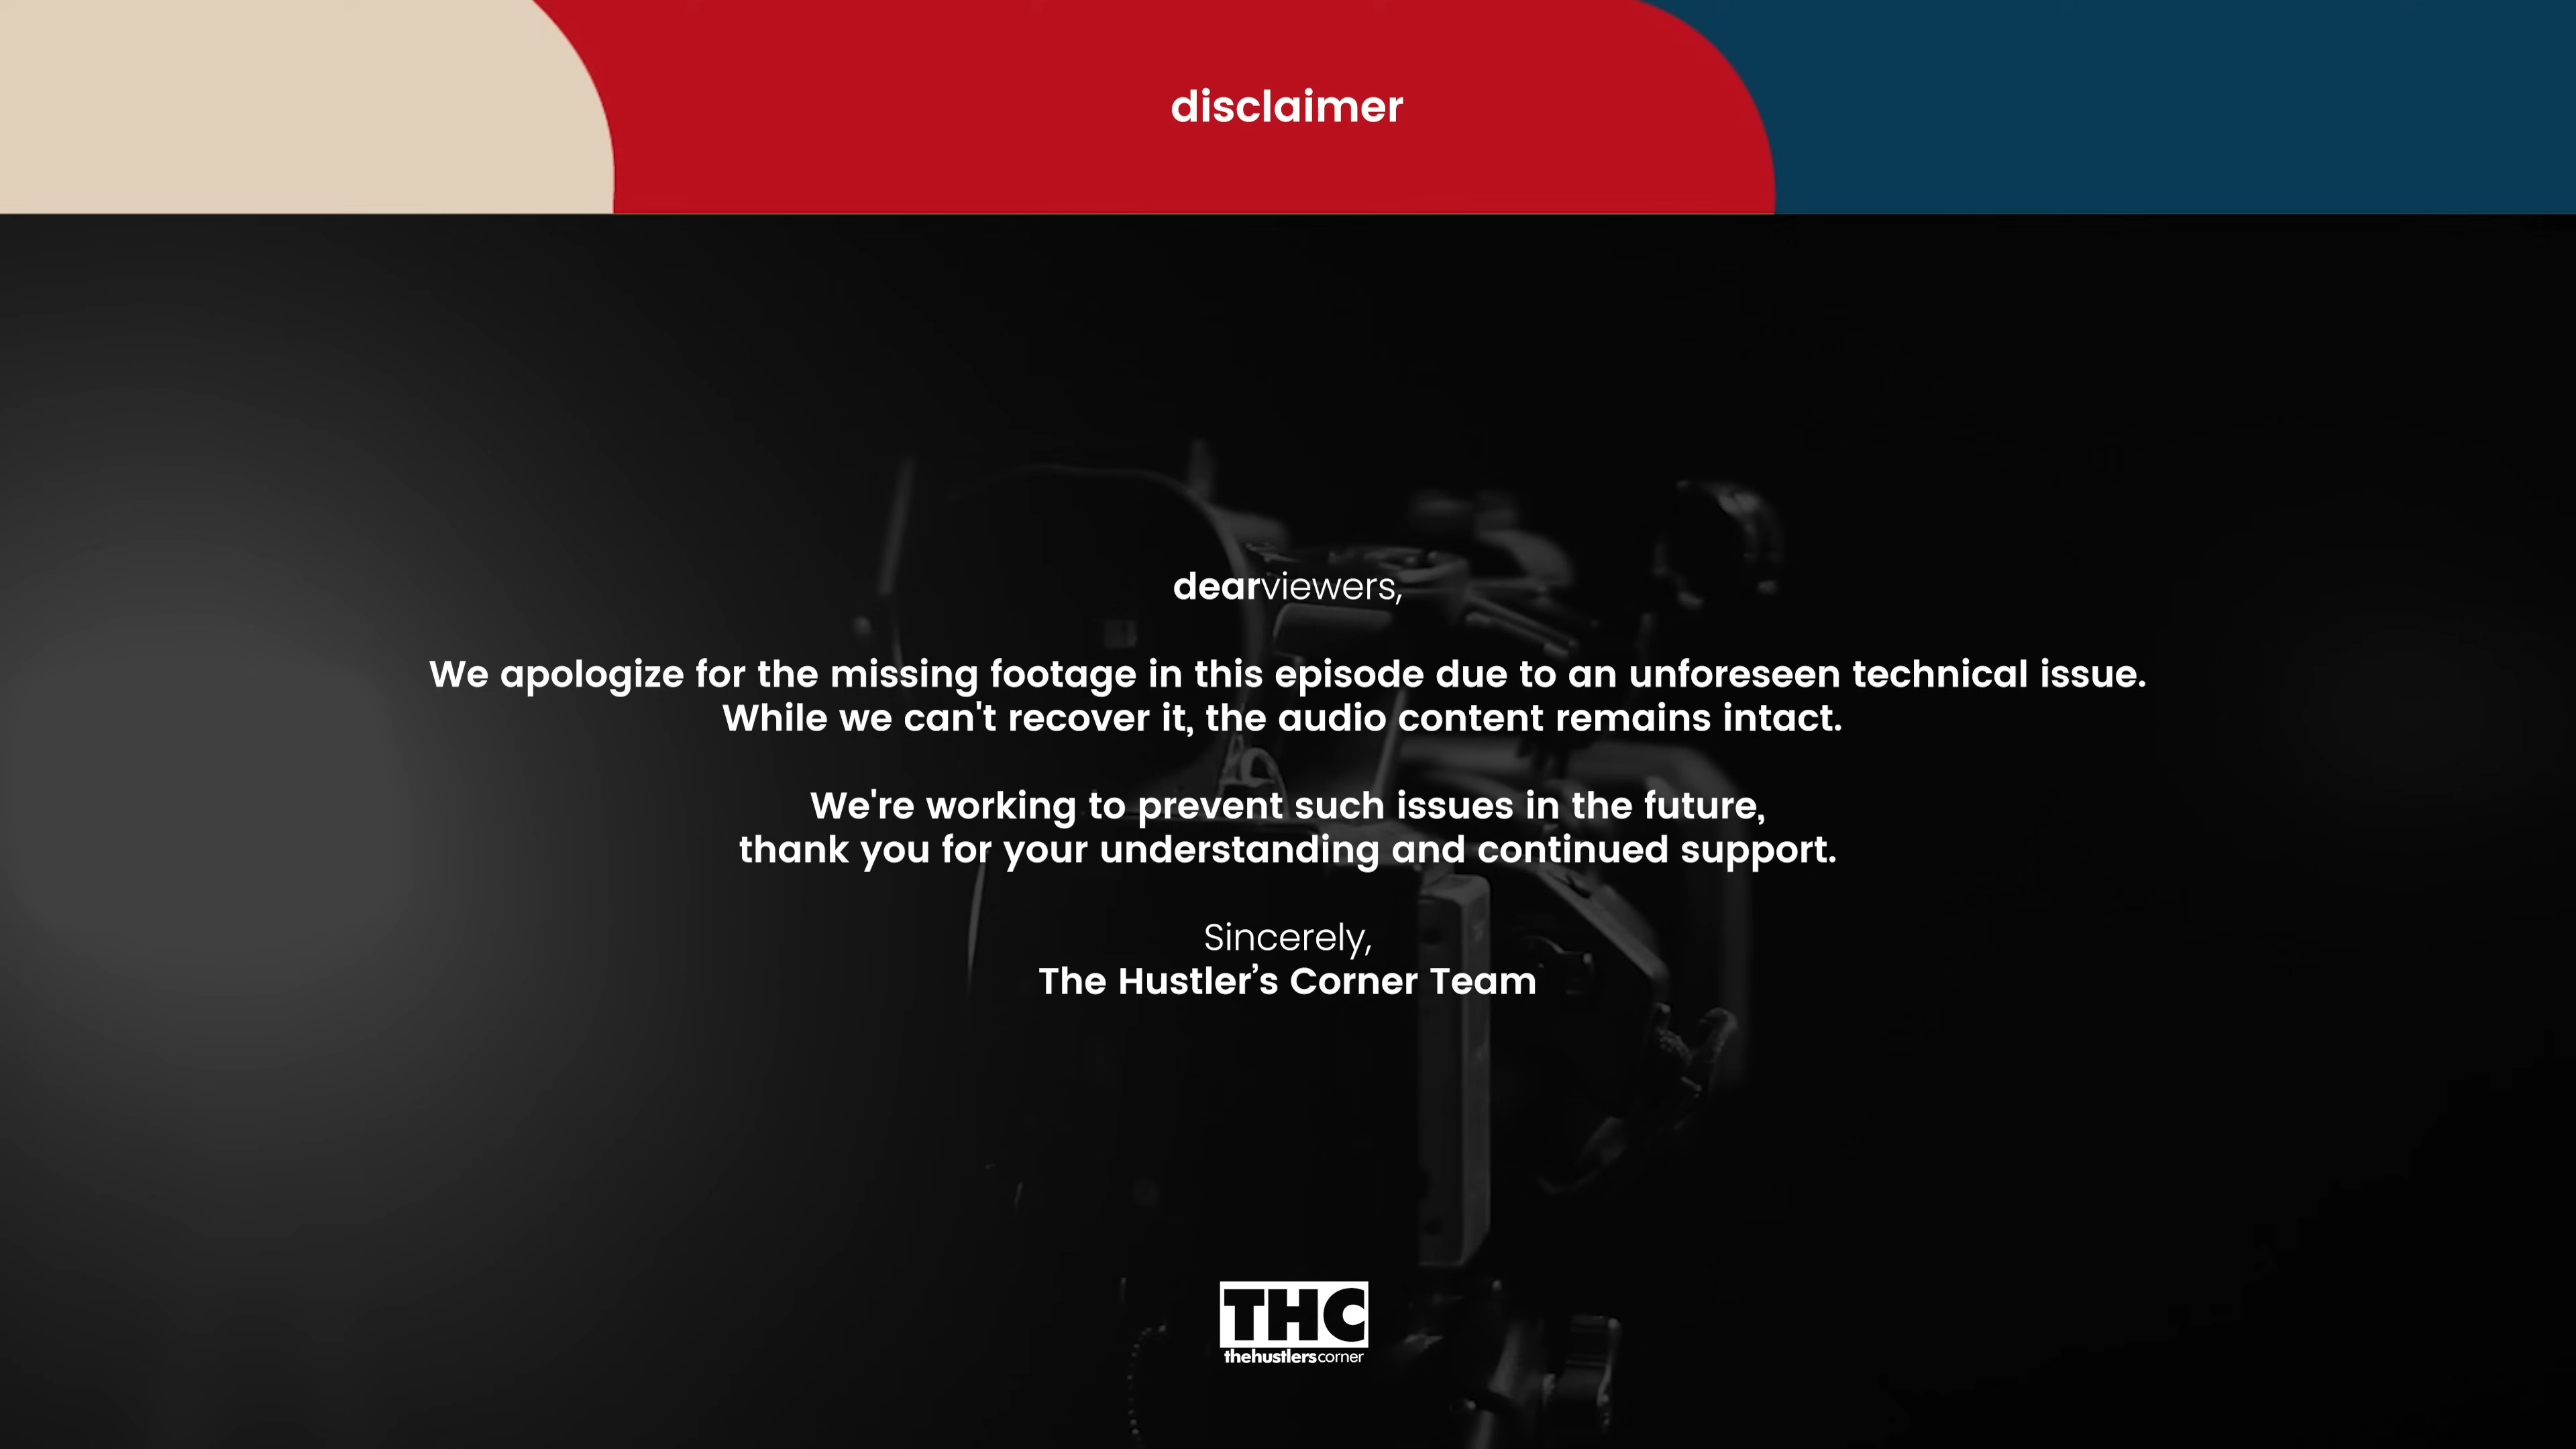 disclaimer
dearviewers,
We apologize for the missing footage in this episode due to an unforeseen technical issue.
While we can't recover it, the audio content remains intact.
We're working to prevent such issues in the future,
thank you for your understanding and continued support.
Sincerely,
The Hustler’s Corner Team
THC
thehustlerscorner